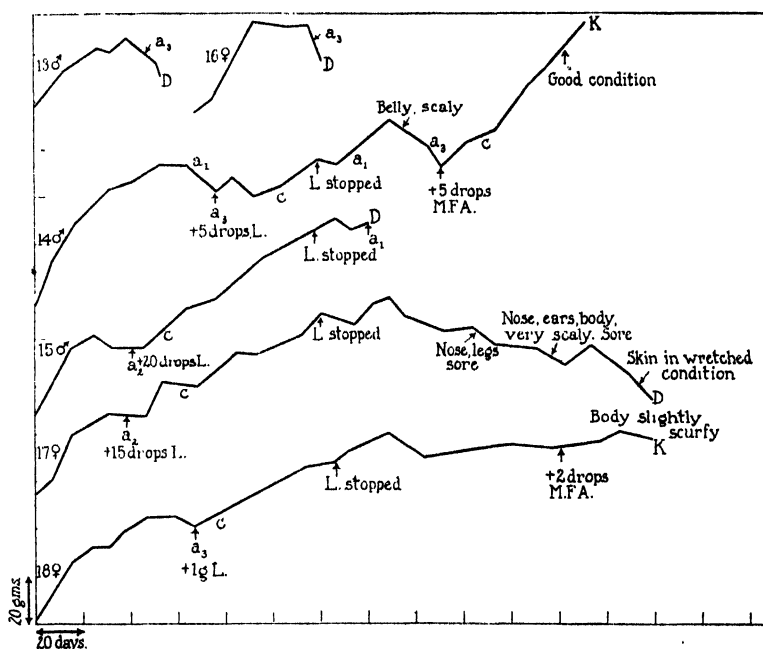 13♂
a3
D
16♀
a3
D
K
Good condition
Belly, scaly
14♂
a1
a3
+5 drops, L.
C
L stopped
a1
a3
+5 drops
M.F.A.
C
15♂
a2
+20 drops L.
C
L. stopped
D
a1
17♀
a2
+15 drops L.
C
L stopped
Nose, legs
sore
Nose, ears, body,
very scaly. Sore
Skin in wretched
condition
D
18♀
a3
+1g L.
C
L. stopped
+2 drops
M.F.A.
Body slightly
scurfy
K
20 gms.
20 days.